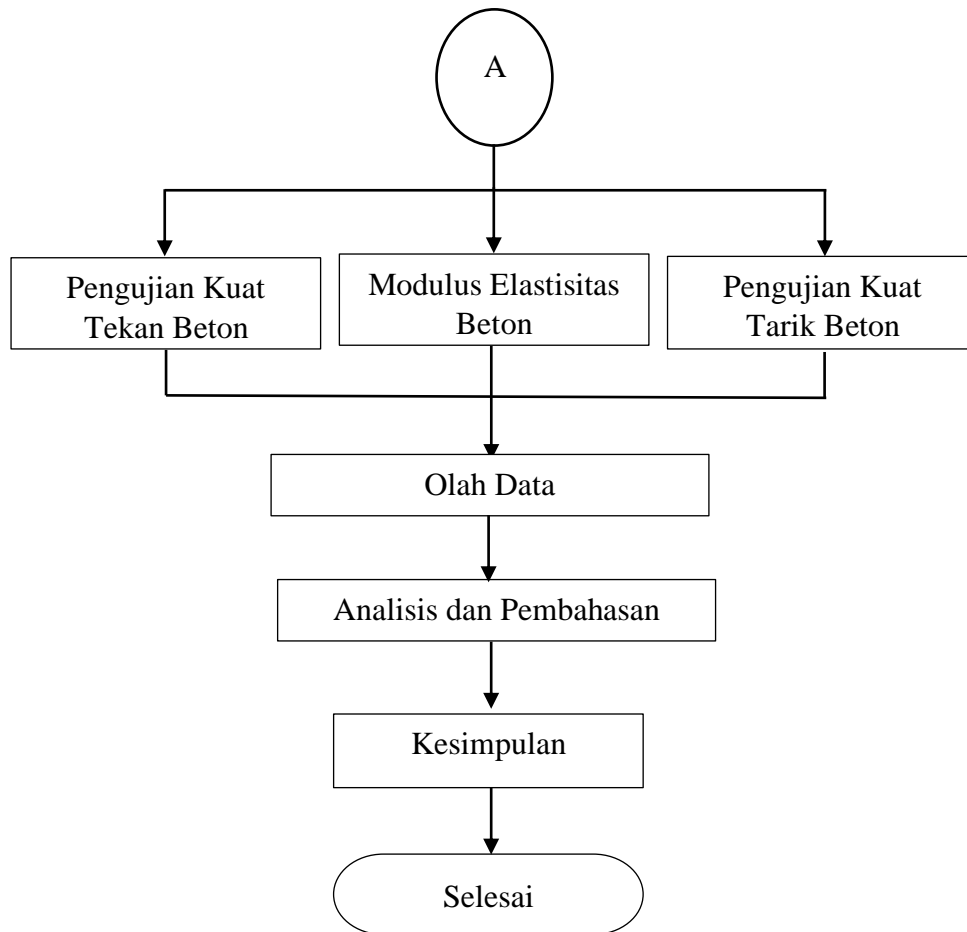 A
Pengujian Kuat
Tekan Beton
Modulus Elastisitas
Beton
Pengujian Kuat
Tarik Beton
Olah Data
Analisis dan Pembahasan
Kesimpulan
Selesai